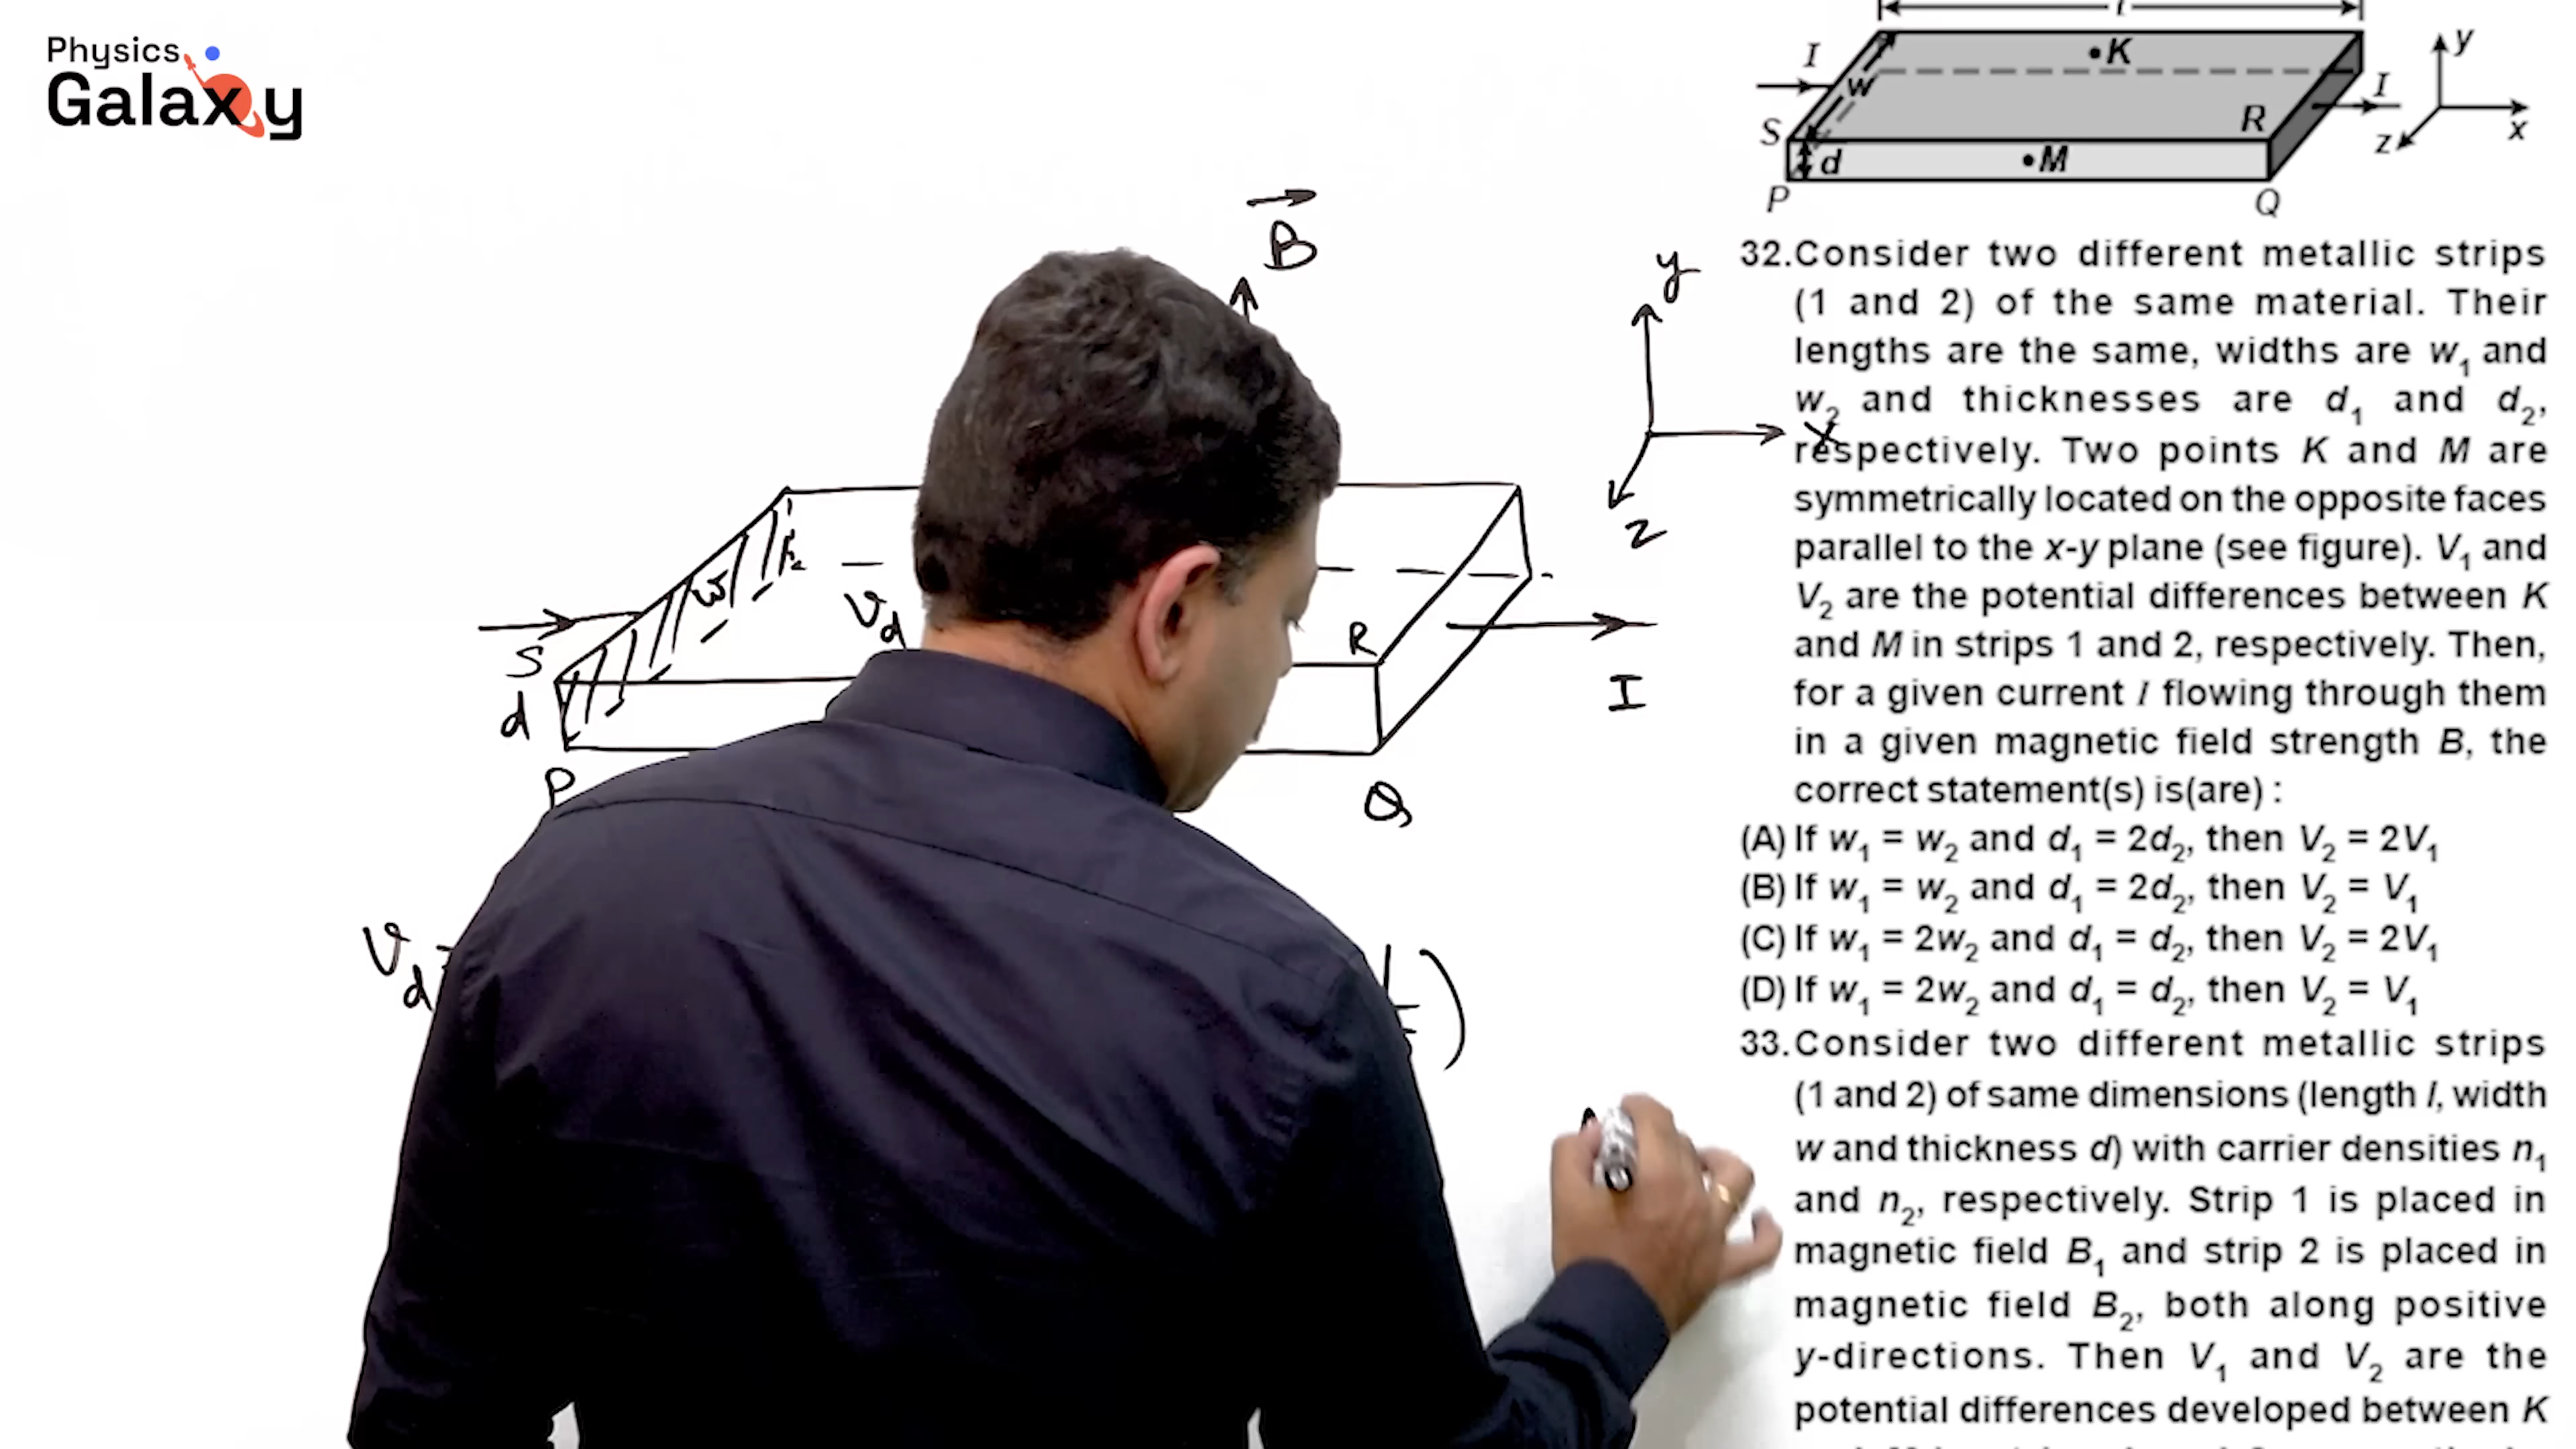 Physics
Galaxy
l
I
w
K
y
I
S
R
x
z
d
M
P
Q
B
y
x
z
w
v_d
S
R
d
I
P
Q
v_d =
)
32.Consider two different metallic strips
(1 and 2) of the same material. Their
lengths are the same, widths are w₁ and
w₂ and thicknesses are d₁ and d₂,
respectively. Two points K and M are
symmetrically located on the opposite faces
parallel to the x-y plane (see figure). V₁ and
V₂ are the potential differences between K
and M in strips 1 and 2, respectively. Then,
for a given current I flowing through them
in a given magnetic field strength B, the
correct statement(s) is(are) :
(A) If w₁ = w₂ and d₁ = 2d₂, then V₂ = 2V₁
(B) If w₁ = w₂ and d₁ = 2d₂, then V₂ = V₁
(C) If w₁ = 2w₂ and d₁ = d₂, then V₂ = 2V₁
(D) If w₁ = 2w₂ and d₁ = d₂, then V₂ = V₁
33.Consider two different metallic strips
(1 and 2) of same dimensions (length l, width
w and thickness d) with carrier densities n₁
and n₂, respectively. Strip 1 is placed in
magnetic field B₁ and strip 2 is placed in
magnetic field B₂, both along positive
y-directions. Then V₁ and V₂ are the
potential differences developed between K